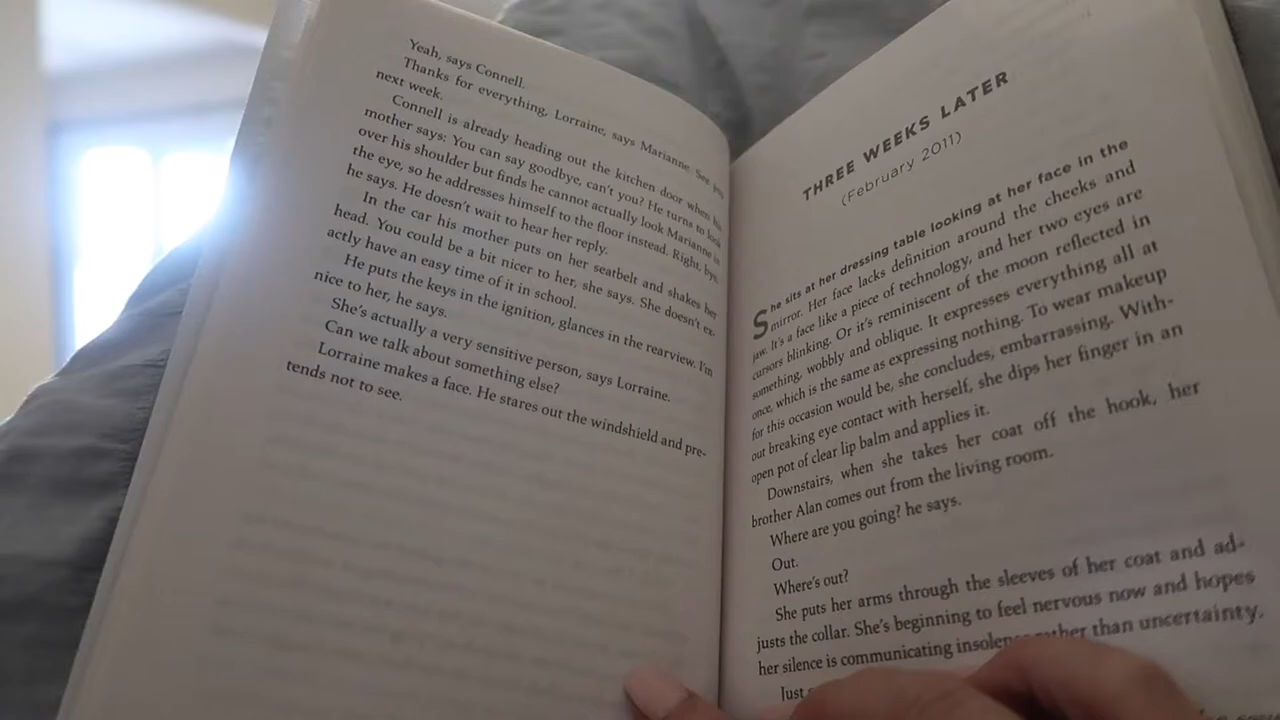 Yeah, says Connell.
Thanks for everything, Lorraine, says Marianne. See you
next week.
Connell is already heading out the kitchen door when his
mother says: You can say goodbye, can't you? He turns to look
over his shoulder but finds he cannot actually look Marianne in
the eye, so he addresses himself to the floor instead. Right, bye,
he says. He doesn't wait to hear her reply.
In the car his mother puts on her seatbelt and shakes her
head. You could be a bit nicer to her, she says. She doesn't ex-
actly have an easy time of it in school.
He puts the keys in the ignition, glances in the rearview. I'm
nice to her, he says.
She's actually a very sensitive person, says Lorraine.
Can we talk about something else?
Lorraine makes a face. He stares out the windshield and pre-
tends not to see.
THREE WEEKS LATER
(February 2011)
She sits at her dressing table looking at her face in the
mirror. Her face lacks definition around the cheeks and
jaw. It's a face like a piece of technology, and her two eyes are
cursors blinking. Or it's reminiscent of the moon reflected in
something, wobbly and oblique. It expresses everything all at
once, which is the same as expressing nothing. To wear makeup
for this occasion would be, she concludes, embarrassing. With-
out breaking eye contact with herself, she dips her finger in an
open pot of clear lip balm and applies it.
Downstairs, when she takes her coat off the hook, her
brother Alan comes out from the living room.
Where are you going? he says.
Out.
Where's out?
She puts her arms through the sleeves of her coat and ad-
justs the collar. She's beginning to feel nervous now and hopes
her silence is communicating insolence rather than uncertainty.
Just